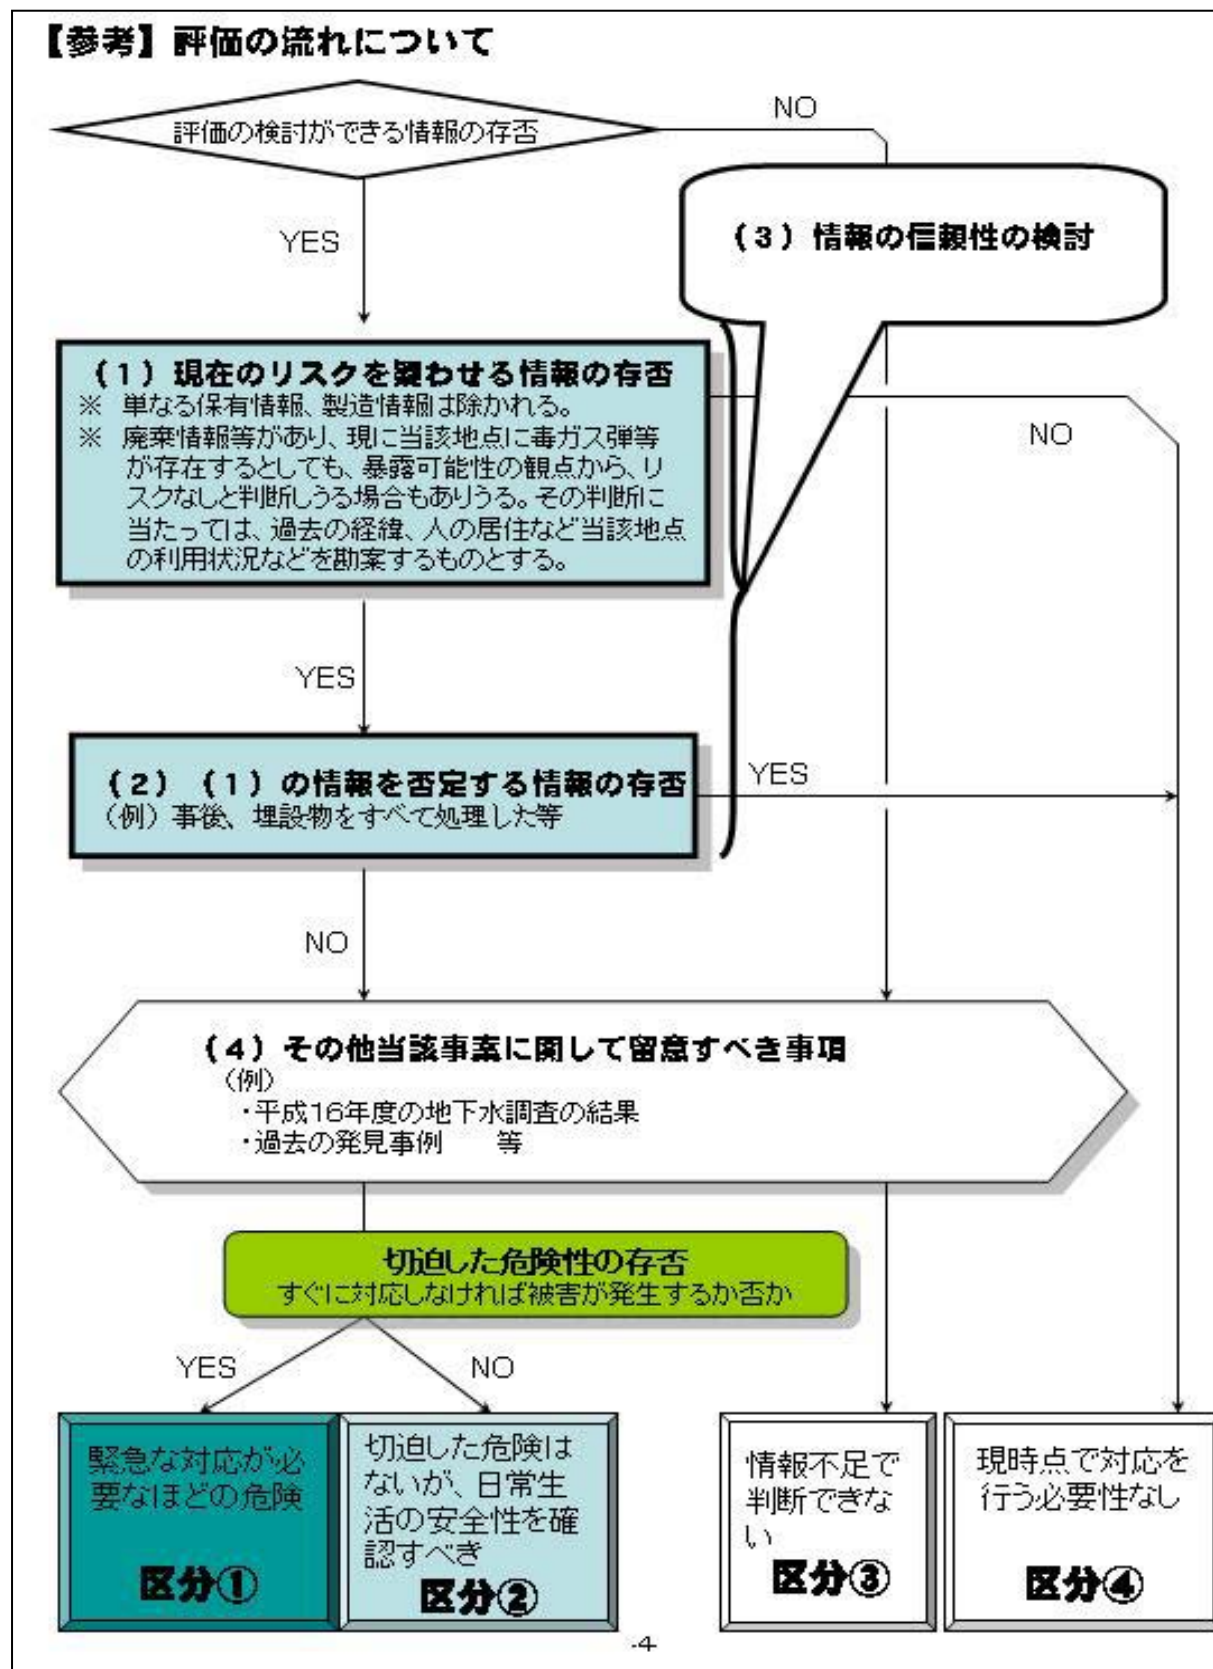 【参考】評価の流れについて
評価の検討ができる情報の存否
NO
YES
（３）情報の信頼性の検討
（１）現在のリスクを疑わせる情報の存否
※ 単なる保有情報、製造情報は除かれる。
※ 廃棄情報等があり、現に当該地点に毒ガス弾等
が存在するとしても、暴露可能性の観点から、リ
スクなしと判断しうる場合もありうる。その判断に
当たっては、過去の経緯、人の居住など当該地点
の利用状況などを勘案するものとする。
NO
YES
（２）（１）の情報を否定する情報の存否
（例）事後、埋設物をすべて処理した等
YES
NO
（４）その他当該事案に関して留意すべき事項
（例）
・平成16年度の地下水調査の結果
・過去の発見事例　等
切迫した危険性の存否
すぐに対応しなければ被害が発生するか否か
YES
NO
緊急な対応が必
要なほどの危険
区分①
切迫した危険は
ないが、日常生
活の安全性を確
認すべき
区分②
情報不足で
判断できな
い
区分③
現時点で対応を
行う必要性なし
区分④
-4-